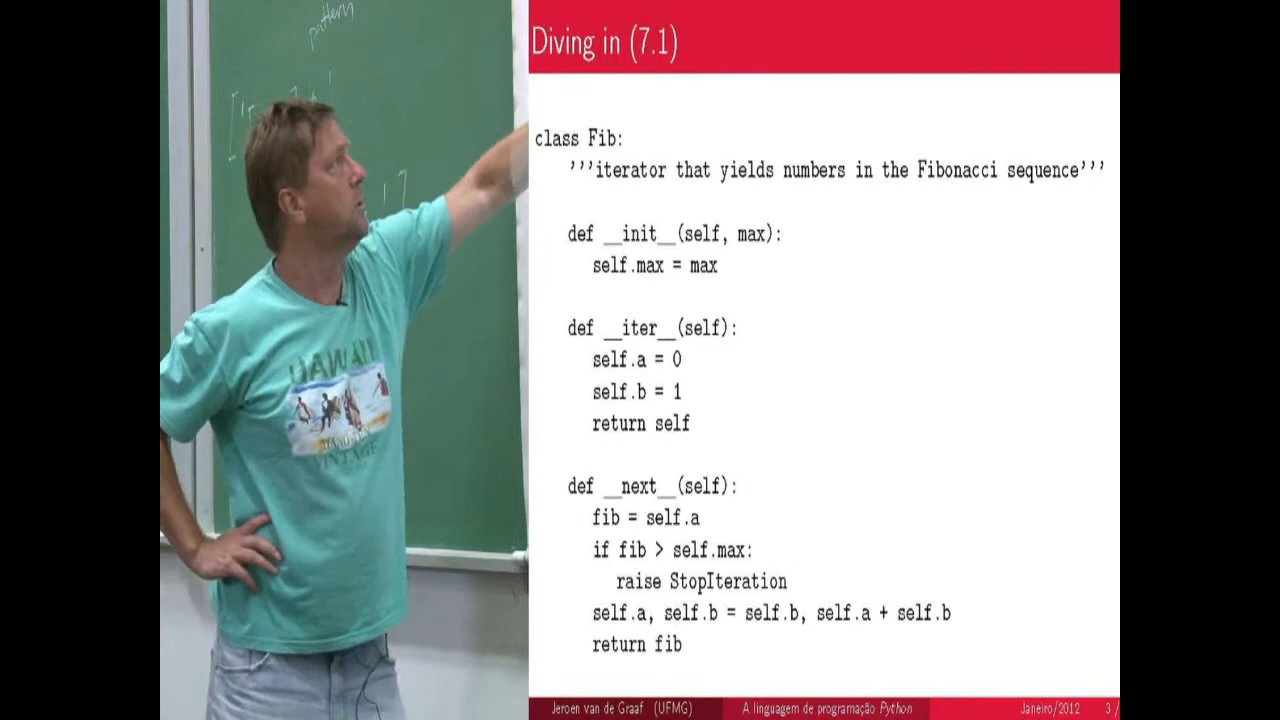 pattern
HAWAII
VINTAGE
Diving in (7.1)
class Fib:
'''iterator that yields numbers in the Fibonacci sequence'''
def __init__(self, max):
self.max = max
def __iter__(self):
self.a = 0
self.b = 1
return self
def __next__(self):
fib = self.a
if fib > self.max:
raise StopIteration
self.a, self.b = self.b, self.a + self.b
return fib
Jeroen van de Graaf (UFMG) A linguagem de programação Python Janeiro/2012 3 /